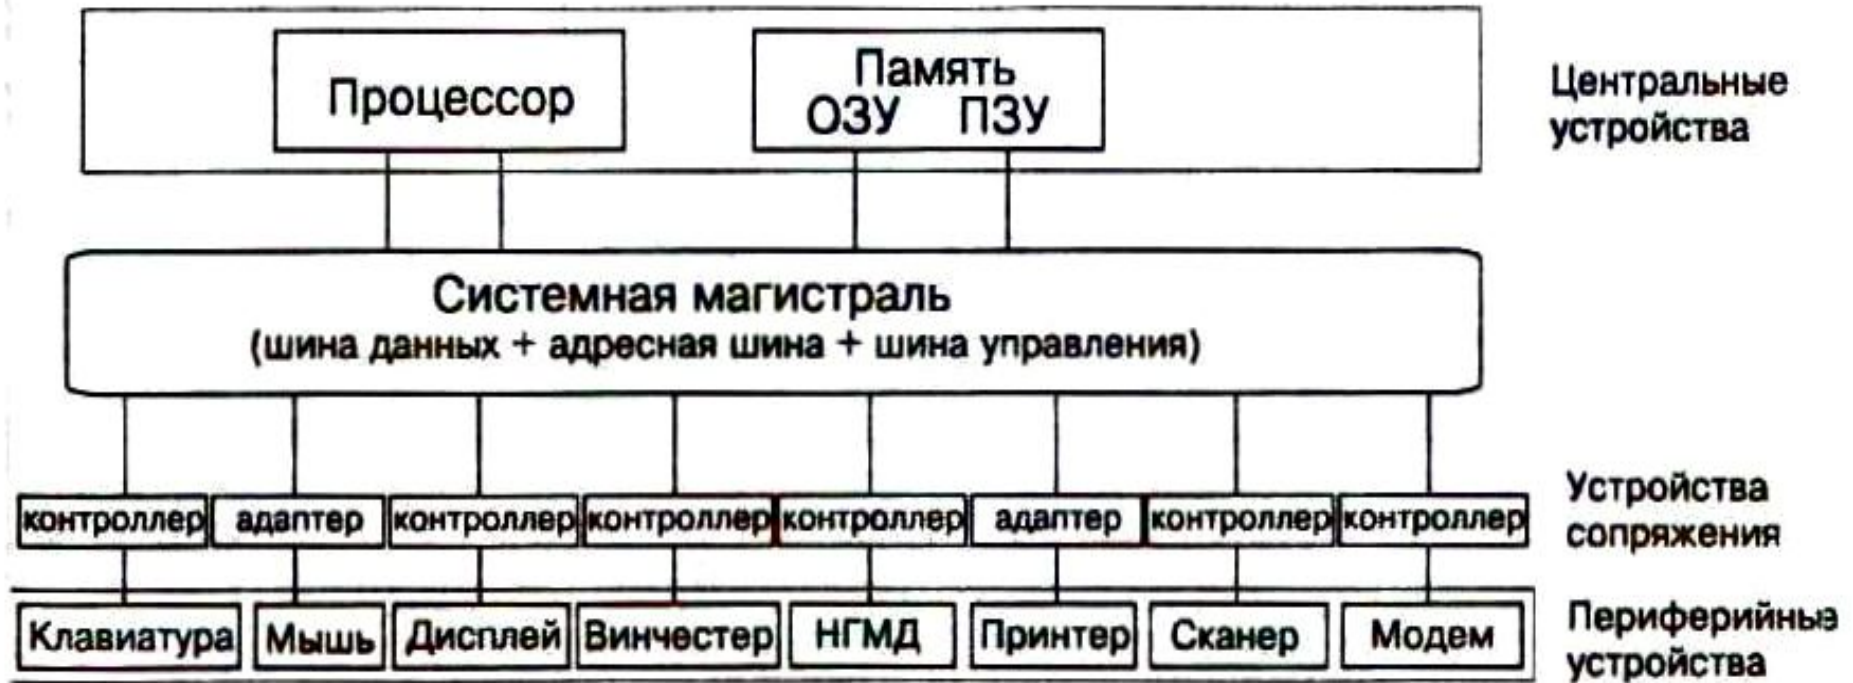 Процессор
Память
ОЗУ ПЗУ
Центральные
устройства
Системная магистраль
(шина данных + адресная шина + шина управления)
контроллер адаптер контроллер контроллер контроллер адаптер контроллер контроллер
Устройства
сопряжения
Клавиатура Мышь Дисплей Винчестер НГМД Принтер Сканер Модем
Периферийные
устройства